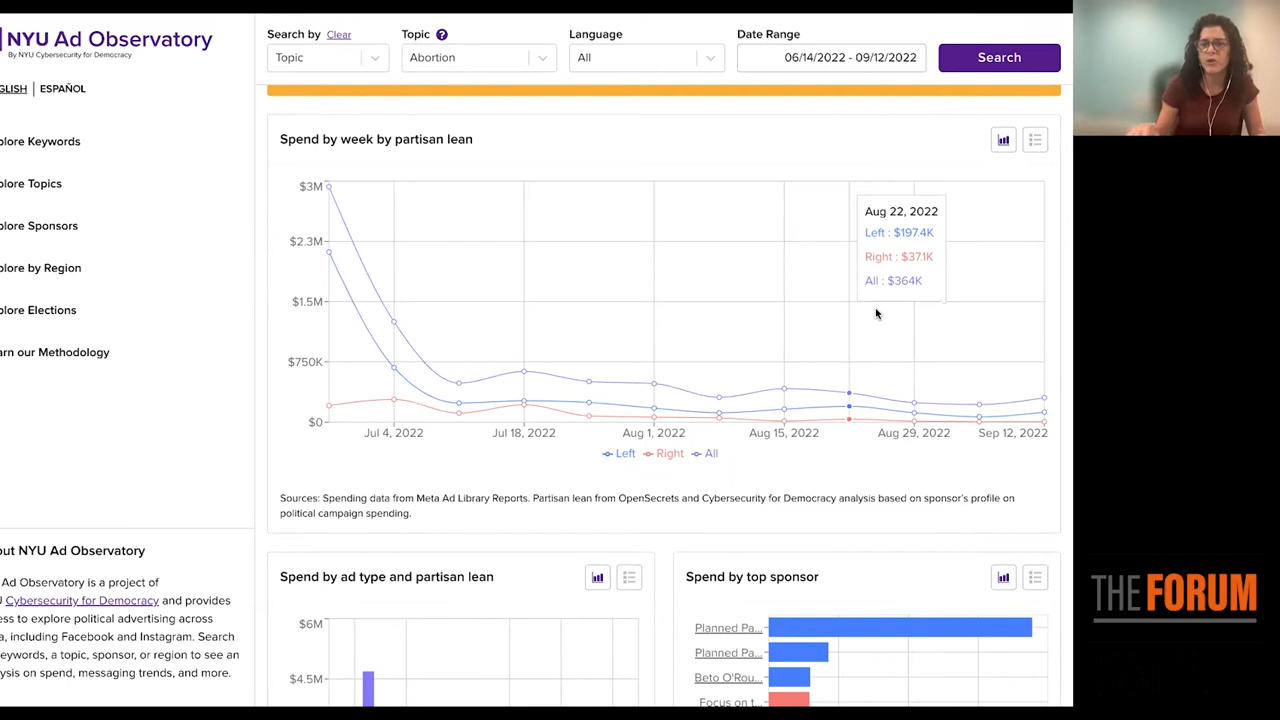 NYU Ad Observatory
By NYU Cybersecurity for Democracy
GLISH | ESPAÑOL
plore Keywords
plore Topics
plore Sponsors
plore by Region
plore Elections
arn our Methodology
out NYU Ad Observatory
Ad Observatory is a project of
U Cybersecurity for Democracy and provides
ess to explore political advertising across
a, including Facebook and Instagram. Search
eywords, a topic, sponsor, or region to see an
ysis on spend, messaging trends, and more.
Search by Clear
Topic
Topic ?
Abortion
Language
All
Date Range
06/14/2022 - 09/12/2022
Search
Spend by week by partisan lean
$3M
$2.3M
$1.5M
$750K
$0
Aug 22, 2022
Left : $197.4K
Right : $37.1K
All : $364K
Jul 4, 2022
Jul 18, 2022
Aug 1, 2022
Aug 15, 2022
Aug 29, 2022
Sep 12, 2022
Left Right All
Sources: Spending data from Meta Ad Library Reports. Partisan lean from OpenSecrets and Cybersecurity for Democracy analysis based on sponsor's profile on
political campaign spending.
Spend by ad type and partisan lean
$6M
$4.5M
Spend by top sponsor
Planned Pa...
Planned Pa...
Beto O'Rou...
Focus on t...
THE FORUM